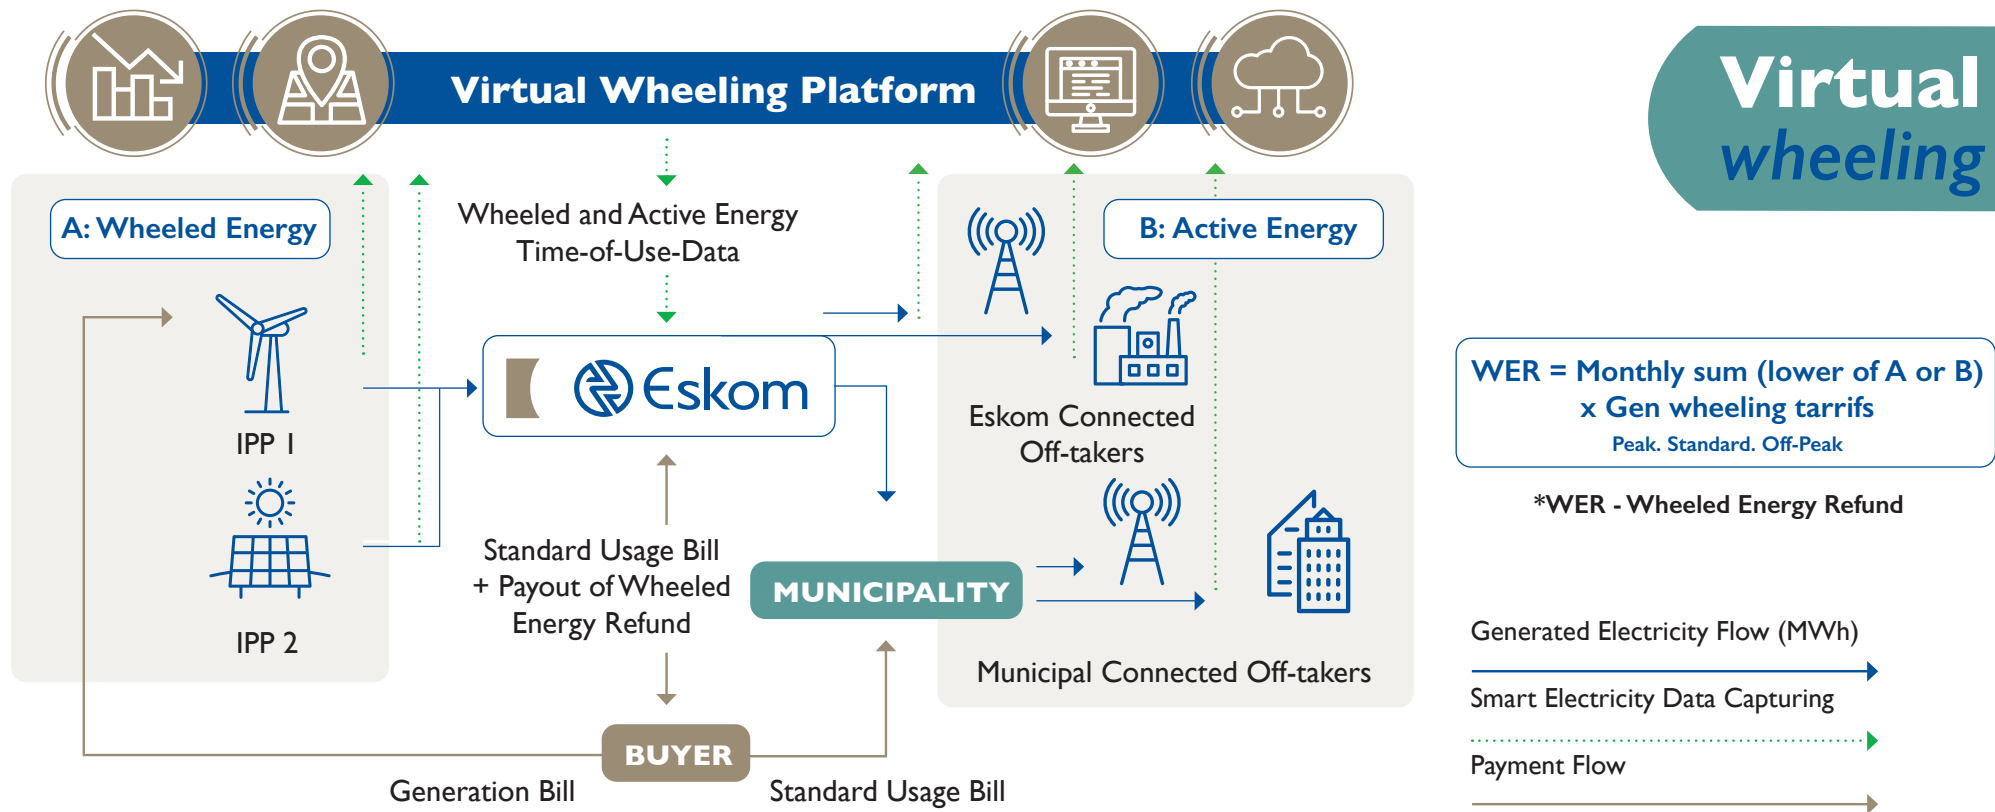 Virtual Wheeling Platform
Virtual
wheeling
A: Wheeled Energy
Wheeled and Active Energy
Time-of-Use-Data
B: Active Energy
IPP 1
Eskom
Eskom Connected
Off-takers
WER = Monthly sum (lower of A or B)
x Gen wheeling tarrifs
Peak. Standard. Off-Peak
*WER - Wheeled Energy Refund
IPP 2
Standard Usage Bill
+ Payout of Wheeled
Energy Refund
MUNICIPALITY
Municipal Connected Off-takers
BUYER
Generation Bill
Standard Usage Bill
Generated Electricity Flow (MWh)
Smart Electricity Data Capturing
Payment Flow